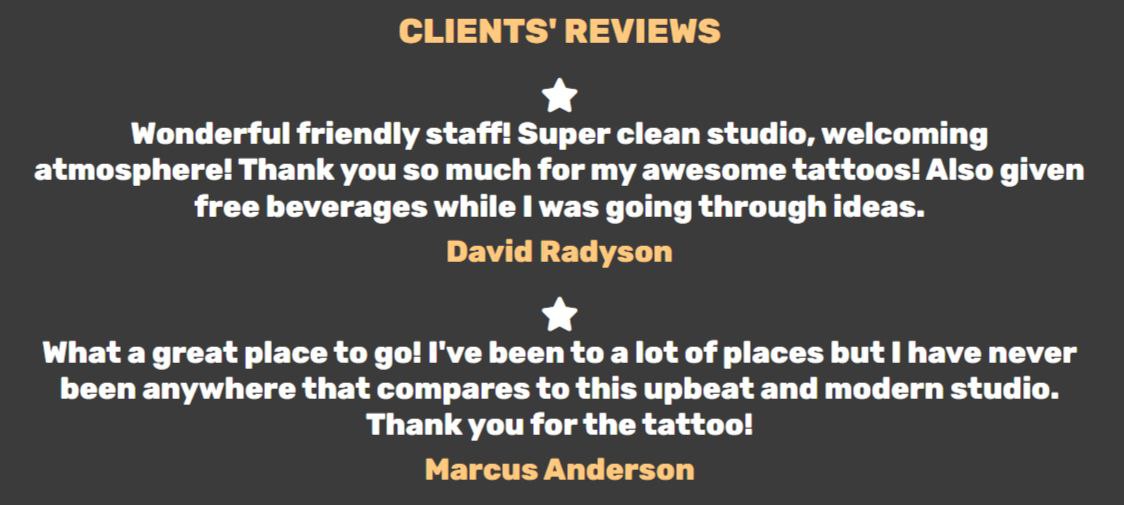 CLIENTS' REVIEWS
Wonderful friendly staff! Super clean studio, welcoming
atmosphere! Thank you so much for my awesome tattoos! Also given
free beverages while I was going through ideas.
David Radyson
What a great place to go! I've been to a lot of places but I have never
been anywhere that compares to this upbeat and modern studio.
Thank you for the tattoo!
Marcus Anderson